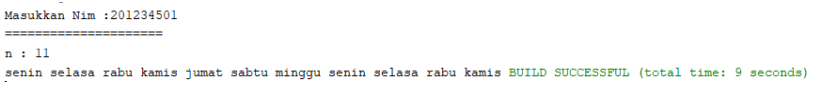 Masukkan Nim :201234501
=====================
n : 11
senin selasa rabu kamis jumat sabtu minggu senin selasa rabu kamis BUILD SUCCESSFUL (total time: 9 seconds)